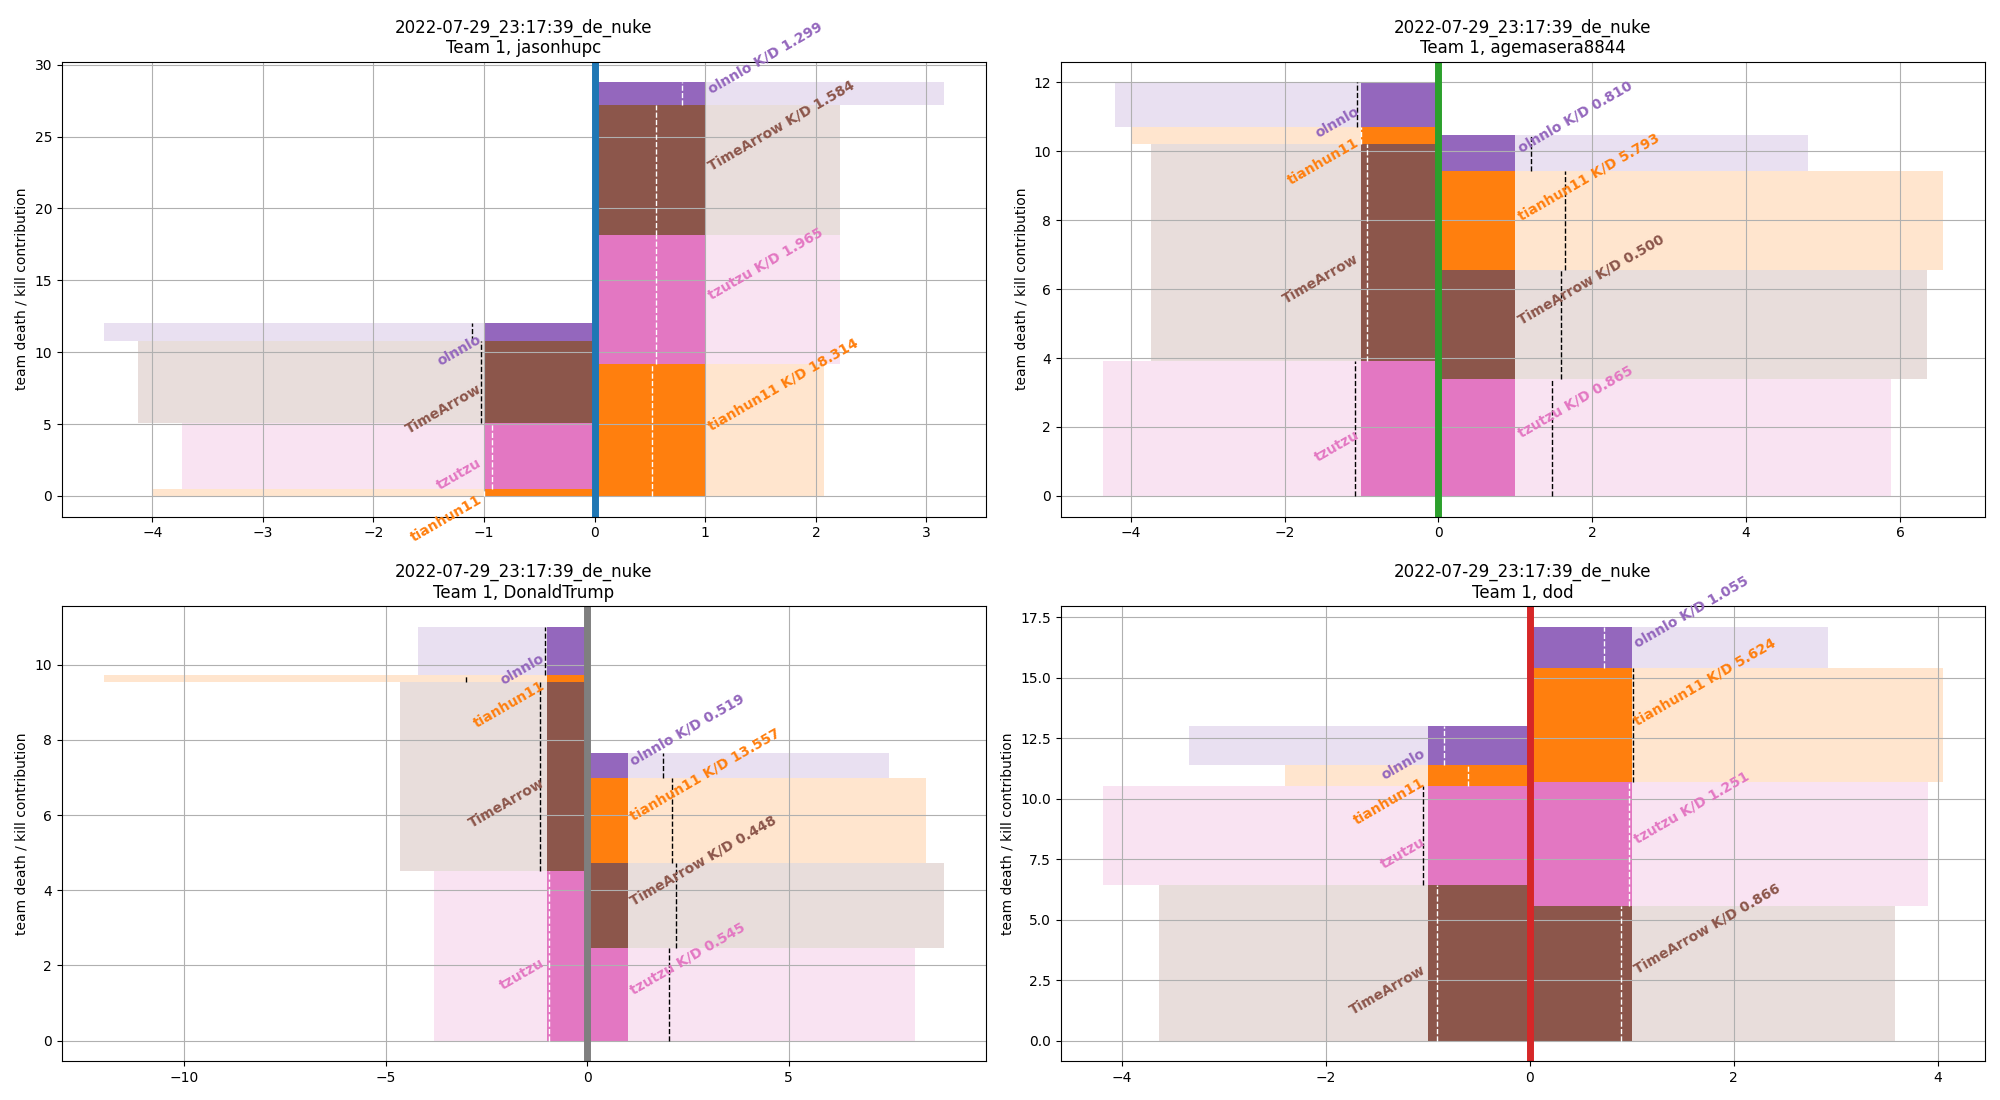 2022-07-29_23:17:39_de_nuke
Team 1, jasonhupc
team death / kill contribution
30
25
20
15
10
5
0
−4
−3
−2
−1
0
1
2
3
olnnlo K/D 1.299
TimeArrow K/D 1.584
tzutzu K/D 1.965
tianhun11 K/D 18.314
olnnlo
TimeArrow
tzutzu
tianhun11
2022-07-29_23:17:39_de_nuke
Team 1, agemasera8844
team death / kill contribution
12
10
8
6
4
2
0
−4
−2
0
2
4
6
olnnlo
tianhun11
TimeArrow
tzutzu
olnnlo K/D 0.810
tianhun11 K/D 5.793
TimeArrow K/D 0.500
tzutzu K/D 0.865
2022-07-29_23:17:39_de_nuke
Team 1, DonaldTrump
team death / kill contribution
10
8
6
4
2
0
−10
−5
0
5
olnnlo
tianhun11
TimeArrow
tzutzu
olnnlo K/D 0.519
tianhun11 K/D 13.557
TimeArrow K/D 0.448
tzutzu K/D 0.545
2022-07-29_23:17:39_de_nuke
Team 1, dod
team death / kill contribution
17.5
15.0
12.5
10.0
7.5
5.0
2.5
0.0
−4
−2
0
2
4
olnnlo
tianhun11
tzutzu
TimeArrow
olnnlo K/D 1.055
tianhun11 K/D 5.624
tzutzu K/D 1.251
TimeArrow K/D 0.866